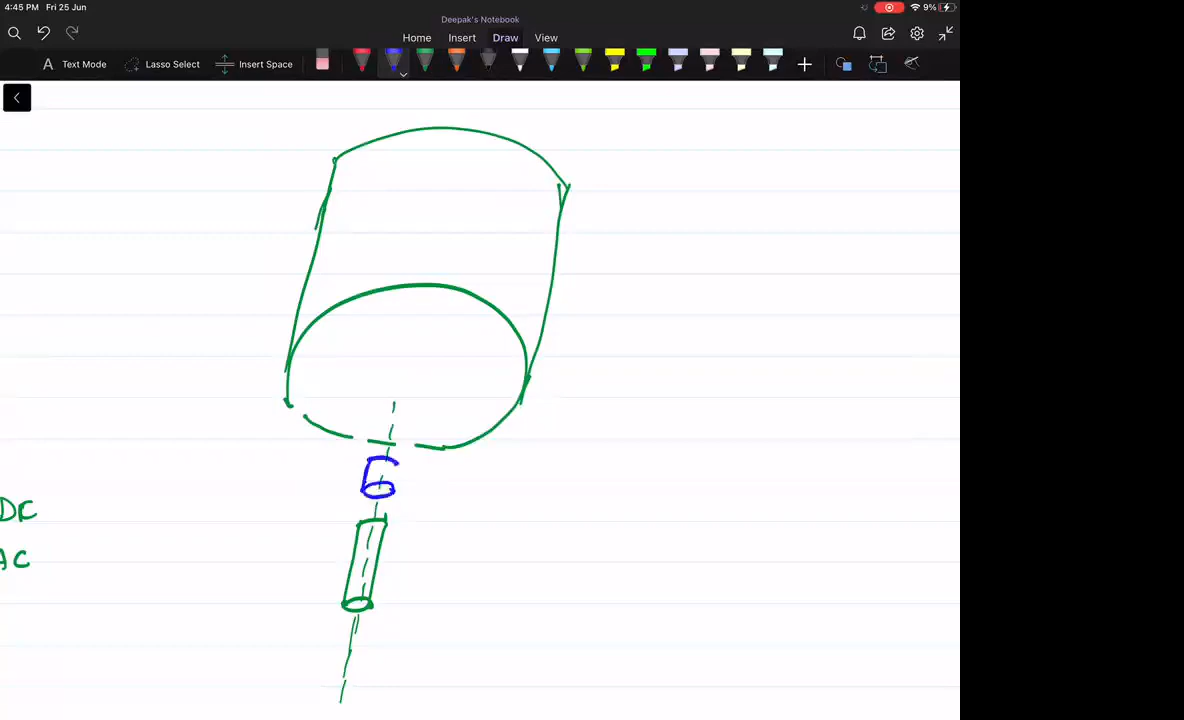 4:45 PM Fri 25 Jun
9%
Deepak's Notebook
Home Insert Draw View
Text Mode Lasso Select Insert Space
DC
AC